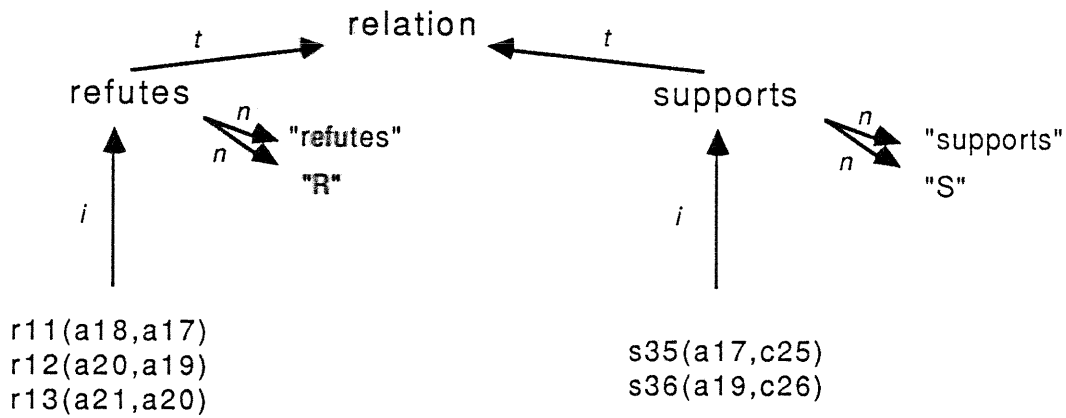 relation
t
t
refutes
supports
n
"refutes"
n
"R"
n
"supports"
n
"S"
i
i
r11(a18,a17)
r12(a20,a19)
r13(a21,a20)
s35(a17,c25)
s36(a19,c26)